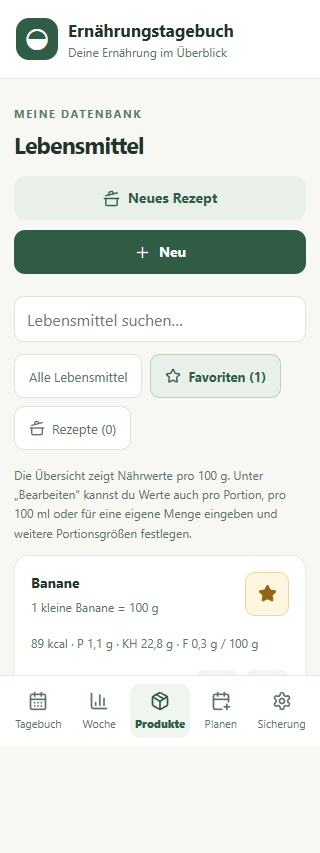 Ernährungstagebuch
Deine Ernährung im Überblick
MEINE DATENBANK
Lebensmittel
Neues Rezept
Neu
Lebensmittel suchen...
Alle Lebensmittel
Favoriten (1)
Rezepte (0)
Die Übersicht zeigt Nährwerte pro 100 g. Unter
„Bearbeiten“ kannst du Werte auch pro Portion, pro
100 ml oder für eine eigene Menge eingeben und
weitere Portionsgrößen festlegen.
Banane
1 kleine Banane = 100 g
89 kcal · P 1,1 g · KH 22,8 g · F 0,3 g / 100 g
Tagebuch
Woche
Produkte
Planen
Sicherung